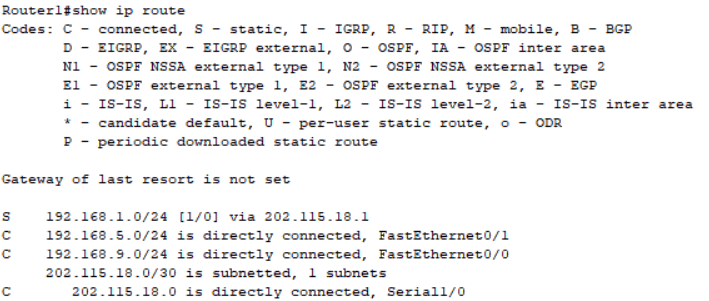 Router1#show ip route
Codes: C - connected, S - static, I - IGRP, R - RIP, M - mobile, B - BGP
       D - EIGRP, EX - EIGRP external, O - OSPF, IA - OSPF inter area
       N1 - OSPF NSSA external type 1, N2 - OSPF NSSA external type 2
       E1 - OSPF external type 1, E2 - OSPF external type 2, E - EGP
       i - IS-IS, L1 - IS-IS level-1, L2 - IS-IS level-2, ia - IS-IS inter area
       * - candidate default, U - per-user static route, o - ODR
       P - periodic downloaded static route

Gateway of last resort is not set

S    192.168.1.0/24 [1/0] via 202.115.18.1
C    192.168.5.0/24 is directly connected, FastEthernet0/1
C    192.168.9.0/24 is directly connected, FastEthernet0/0
     202.115.18.0/30 is subnetted, 1 subnets
C       202.115.18.0 is directly connected, Serial1/0